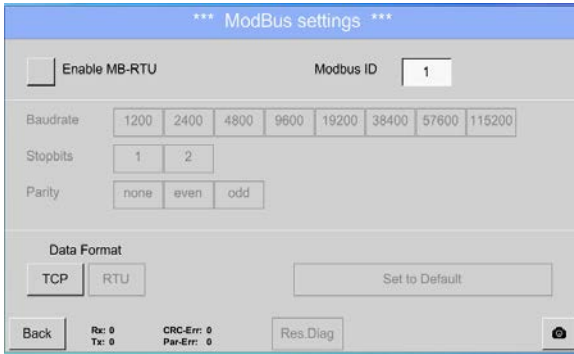 *** ModBus settings ***
Enable MB-RTU Modbus ID 1
Baudrate 1200 2400 4800 9600 19200 38400 57600 115200
Stopbits 1 2
Parity none even odd
Data Format
TCP RTU Set to Default
Back Rx: 0 CRC-Err: 0 Res.Diag
Tx: 0 Par-Err: 0